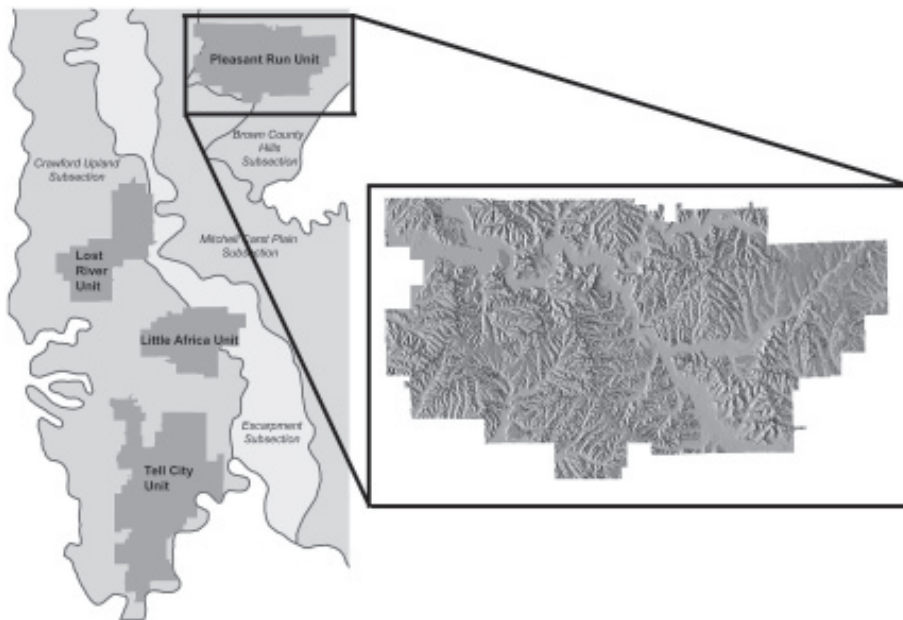 Pleasant Run Unit
Brown County
Hills
Subsection
Crawford Upland
Subsection
Mitchell Karst Plain
Subsection
Lost
River
Unit
Little Africa Unit
Escarpment
Subsection
Tell City
Unit